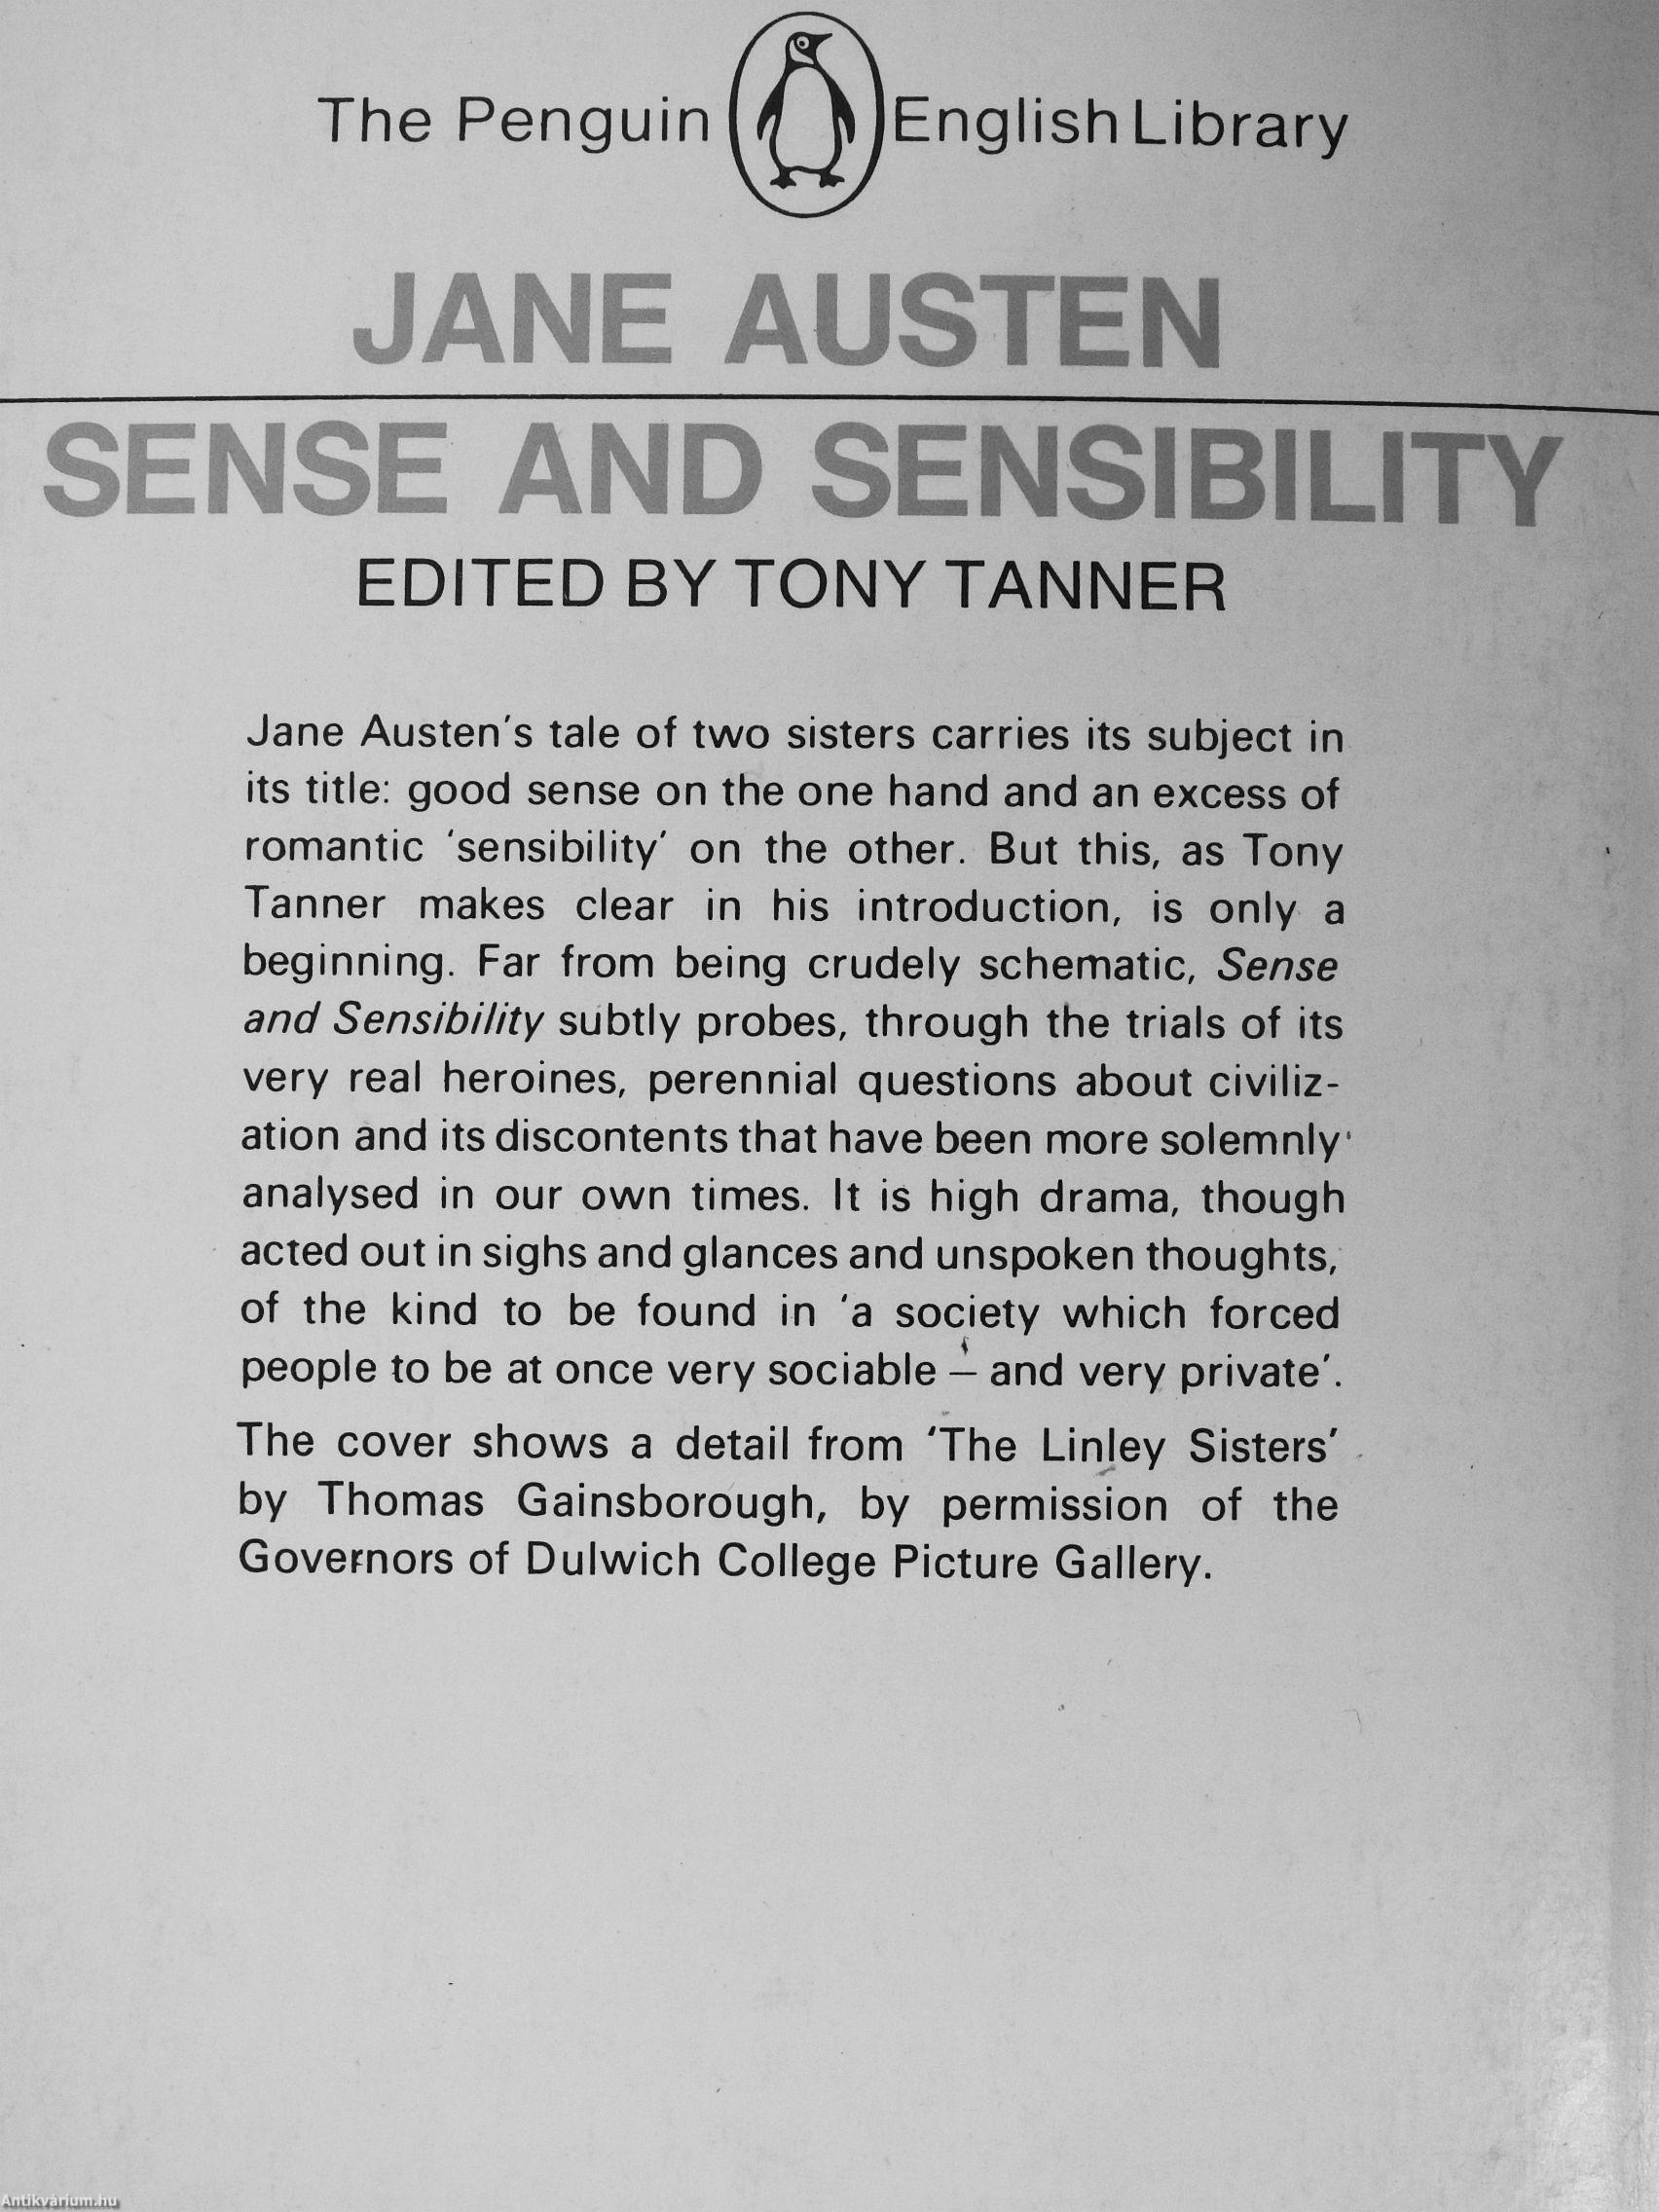 The Penguin English Library
JANE AUSTEN
SENSE AND SENSIBILITY
EDITED BY TONY TANNER
Jane Austen's tale of two sisters carries its subject in
its title: good sense on the one hand and an excess of
romantic 'sensibility' on the other. But this, as Tony
Tanner makes clear in his introduction, is only a
beginning. Far from being crudely schematic, Sense
and Sensibility subtly probes, through the trials of its
very real heroines, perennial questions about civiliz-
ation and its discontents that have been more solemnly
analysed in our own times. It is high drama, though
acted out in sighs and glances and unspoken thoughts,
of the kind to be found in 'a society which forced
people to be at once very sociable – and very private'.
The cover shows a detail from 'The Linley Sisters'
by Thomas Gainsborough, by permission of the
Governors of Dulwich College Picture Gallery.
Antikvárium.hu